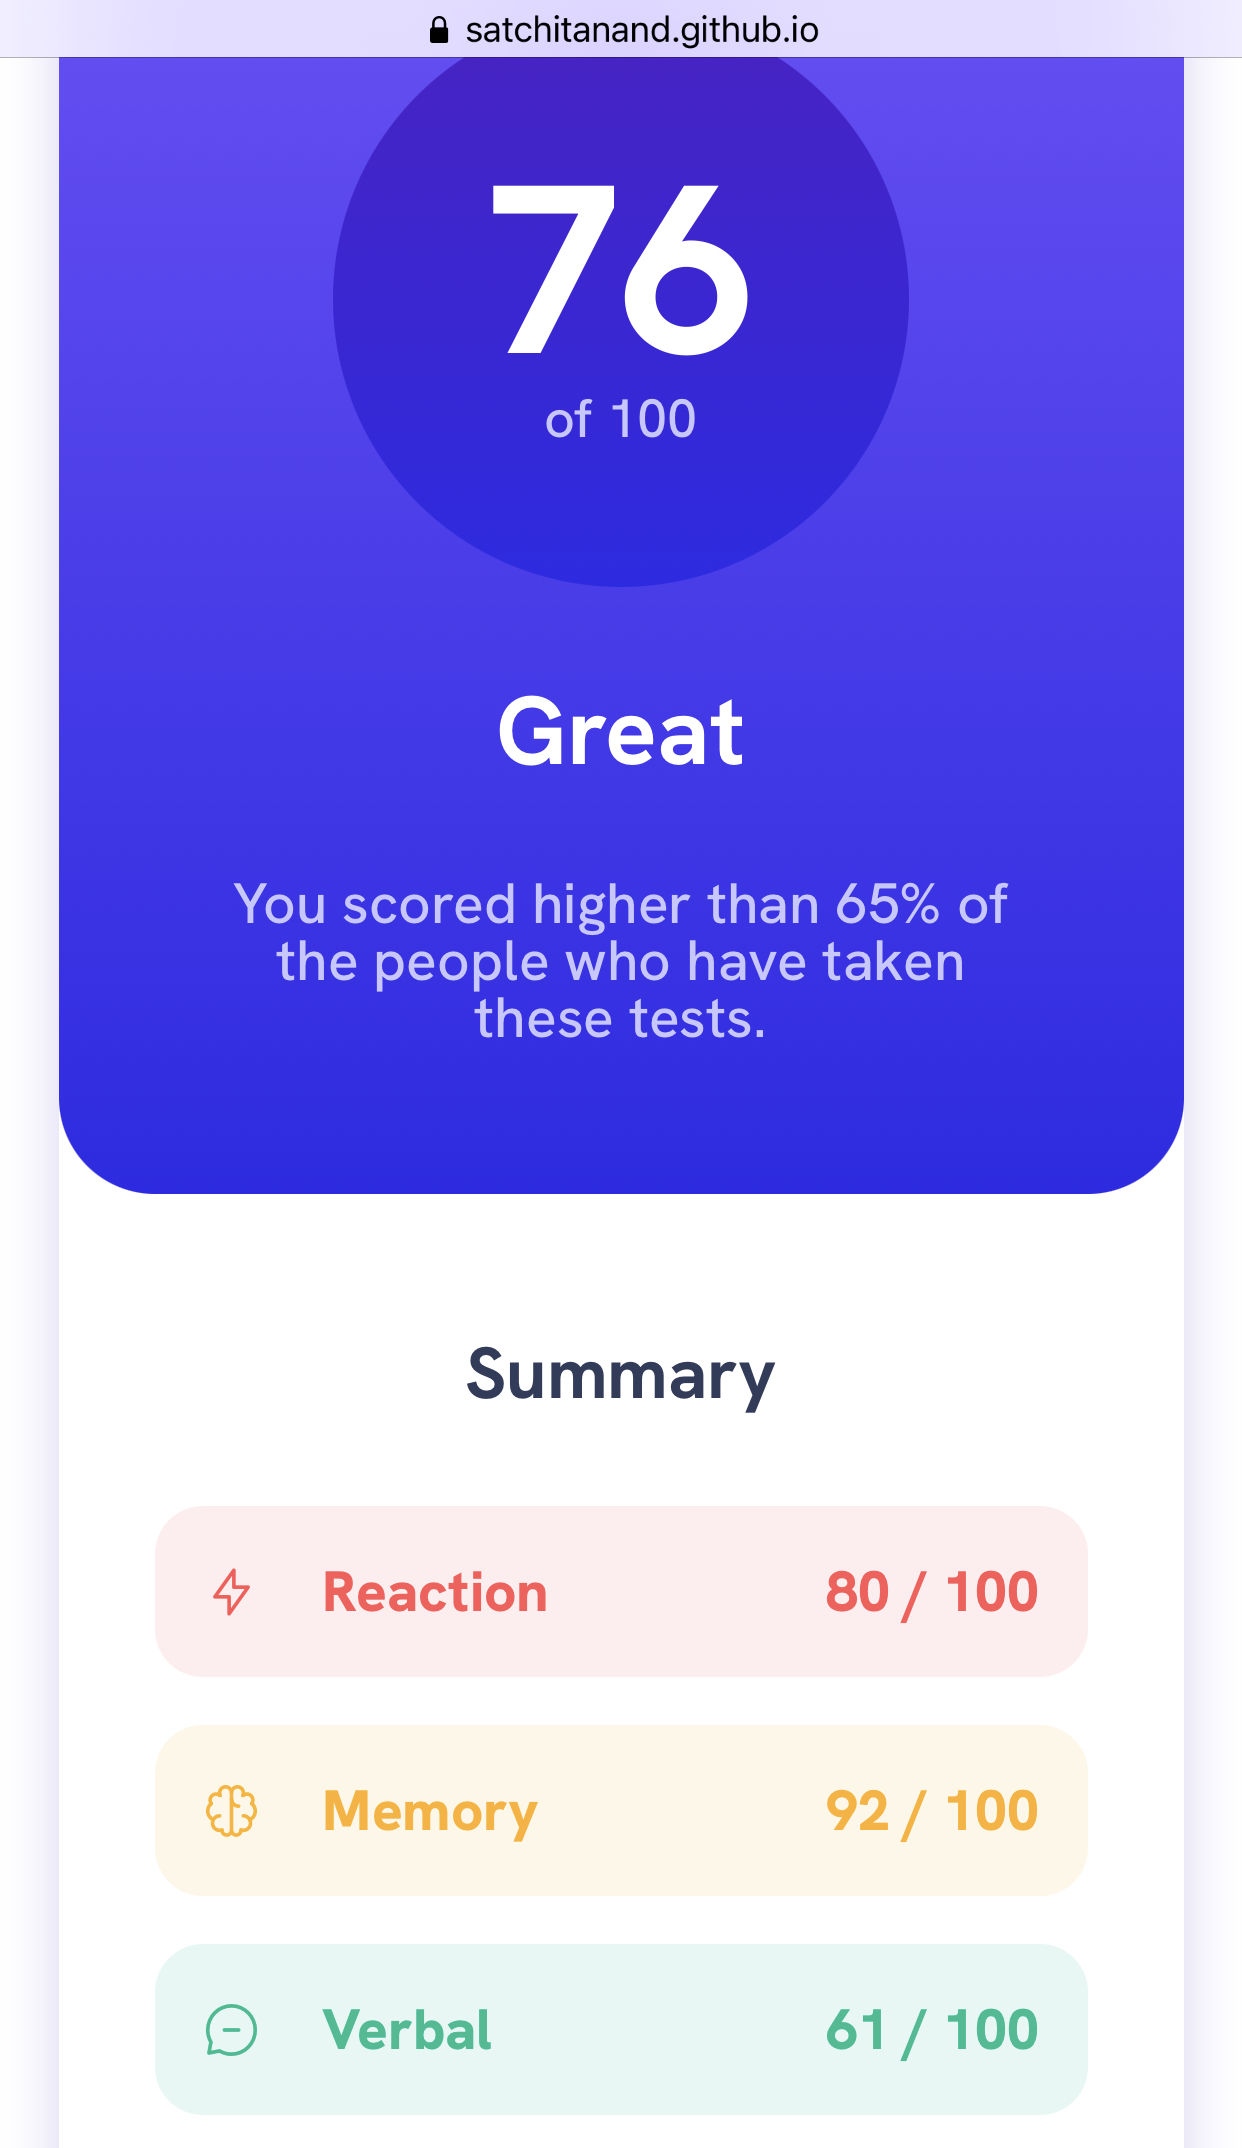 satchitanand.github.io
76
of 100
Great
You scored higher than 65% of
the people who have taken
these tests.
Summary
Reaction 80 / 100
Memory 92 / 100
Verbal 61 / 100